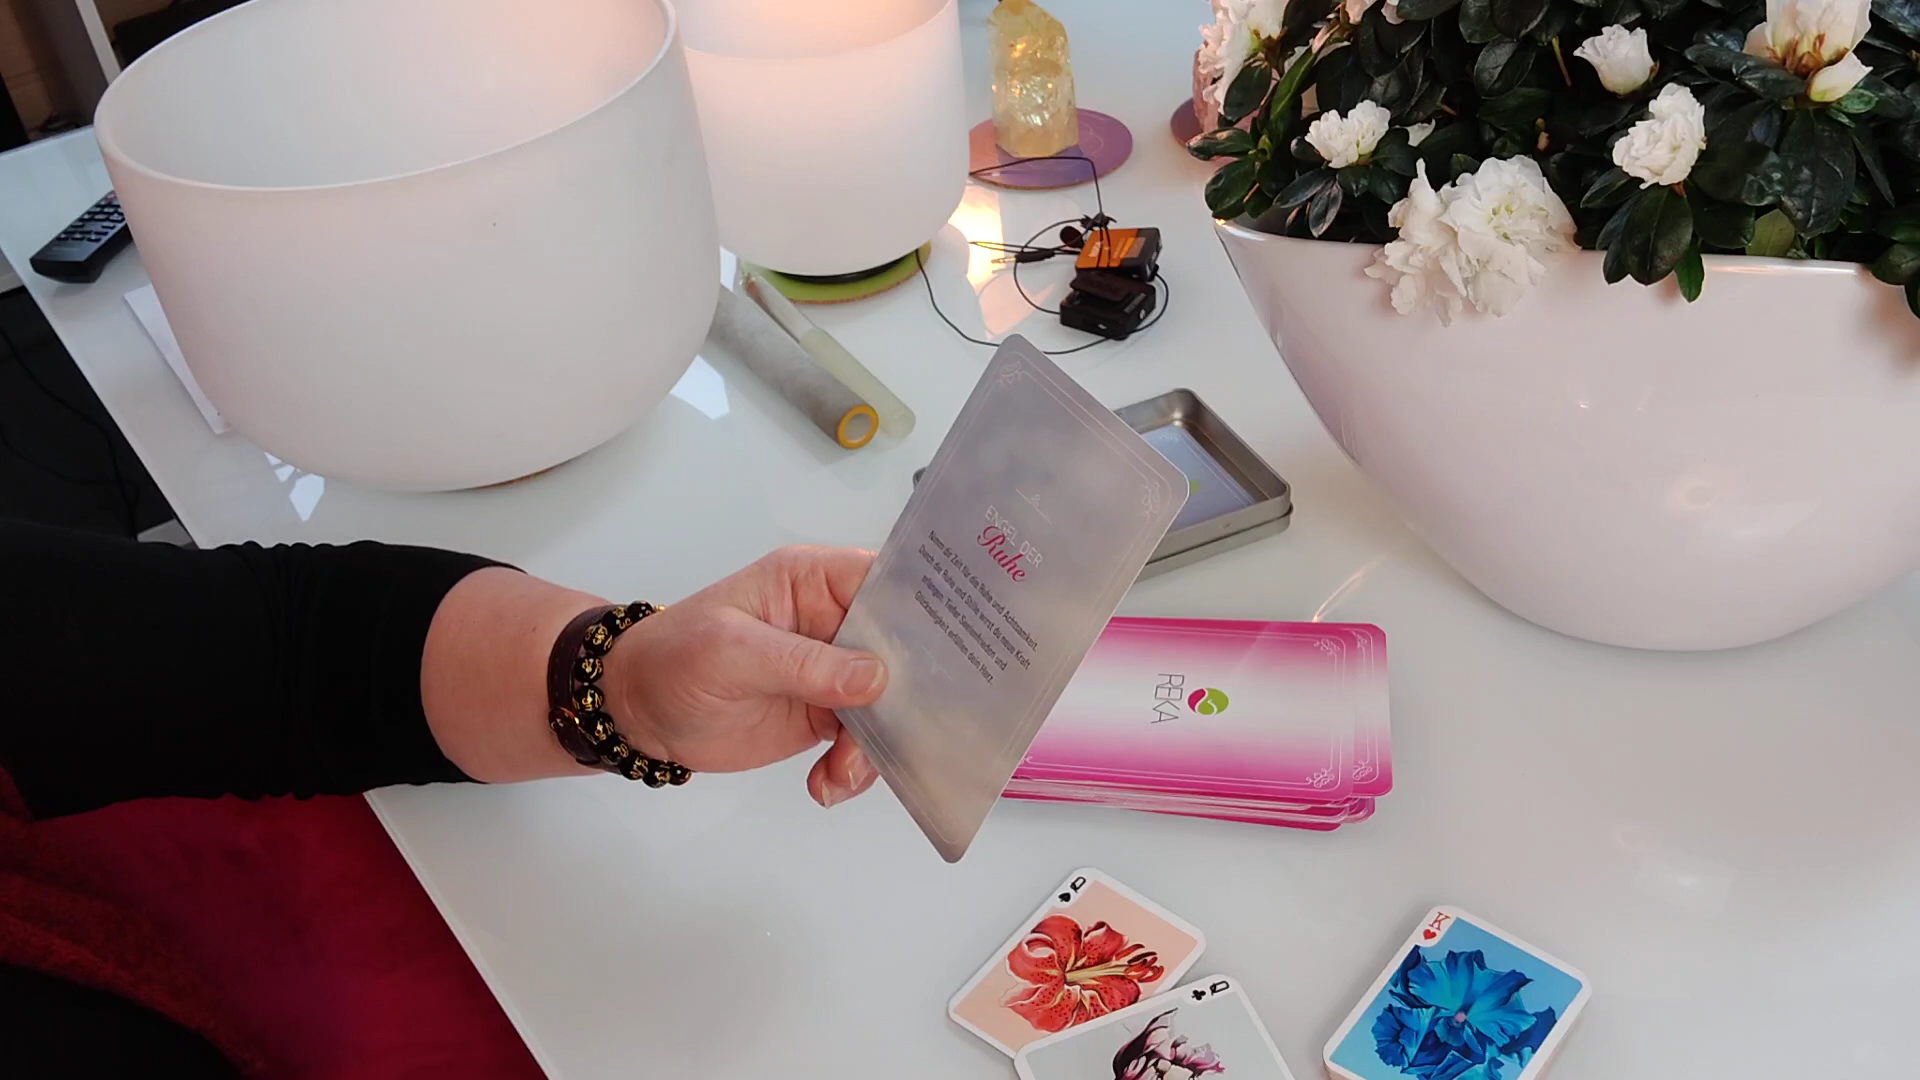 ENGEL DER
Ruhe
Nimm dir Zeit für die Ruhe und Achtsamkeit.
Durch die Ruhe und Stille wirst du neue Kraft
erlangen. Tiefer Seelenfrieden und
Glückseligkeit erfüllen dein Herz.
REKA
Q
Q
K